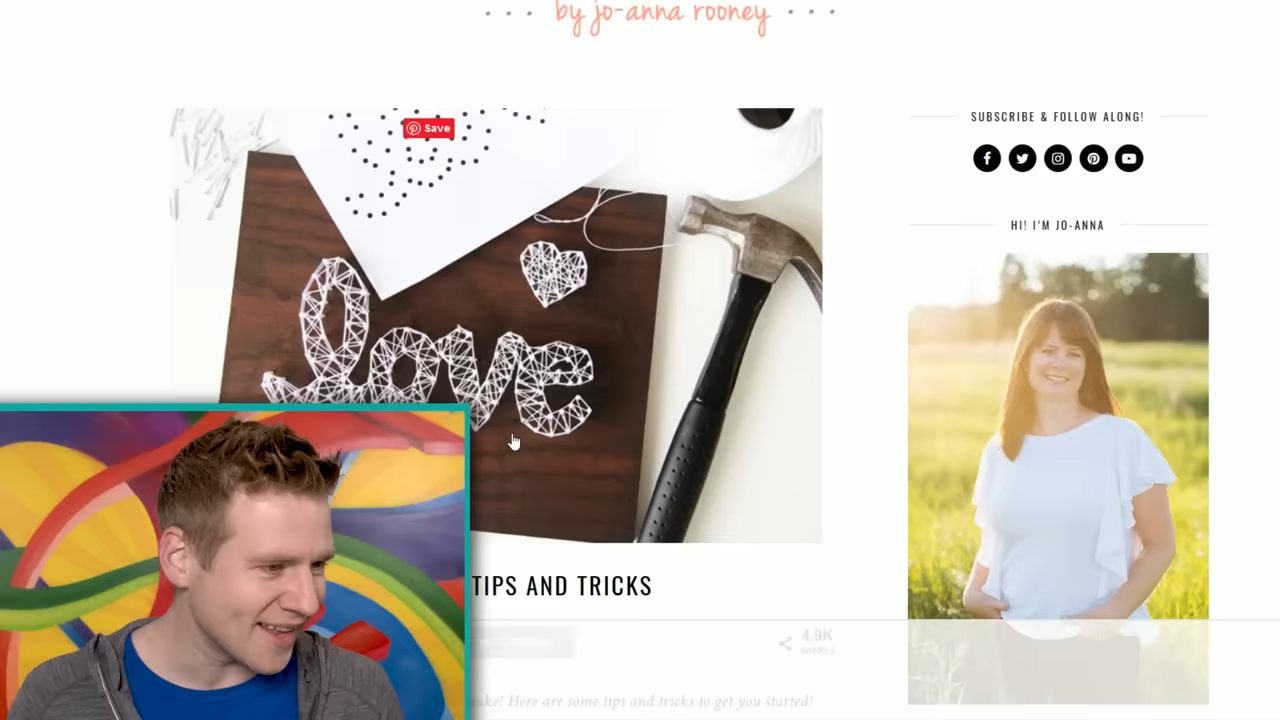 by jo-anna rooney
Save
love
SUBSCRIBE & FOLLOW ALONG!
HI! I'M JO-ANNA
TIPS AND TRICKS
4.9K
SHARES
Here are some tips and tricks to get you started!